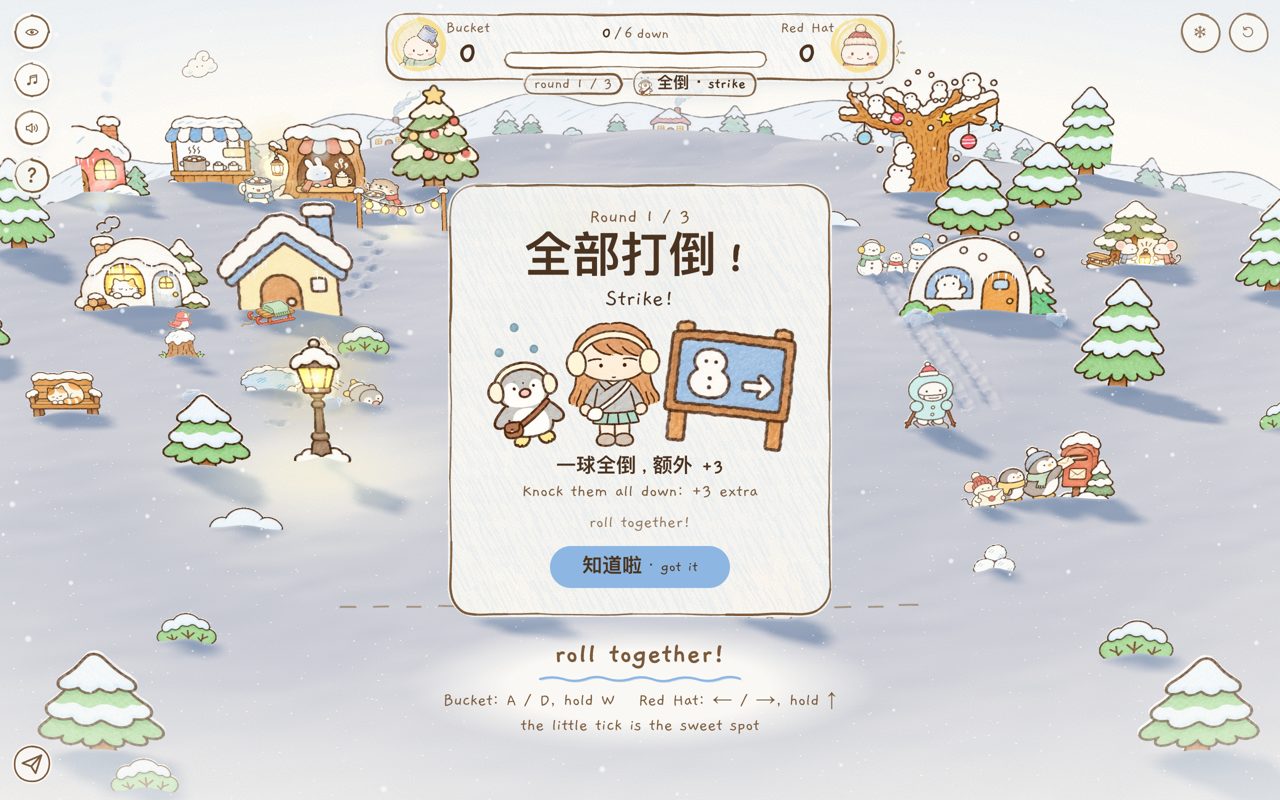 Bucket
0
0 / 6 down
Red Hat
0
round 1 / 3
全倒 · strike
?
Round 1 / 3
全部打倒！
Strike!
一球全倒，额外 +3
Knock them all down: +3 extra
roll together!
知道啦 · got it
roll together!
Bucket: A / D, hold W Red Hat: ← / →, hold ↑
the little tick is the sweet spot